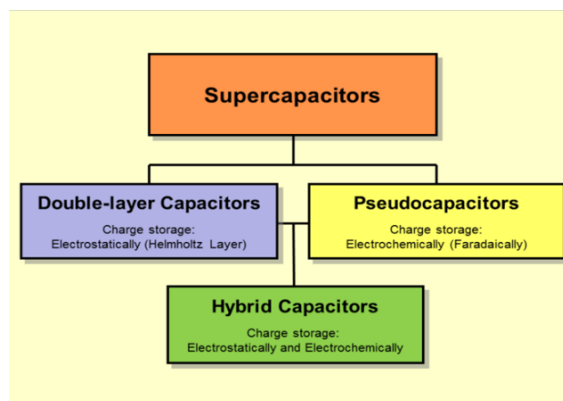 Supercapacitors
Double-layer Capacitors
Charge storage:
Electrostatically (Helmholtz Layer)
Pseudocapacitors
Charge storage:
Electrochemically (Faradaically)
Hybrid Capacitors
Charge storage:
Electrostatically and Electrochemically